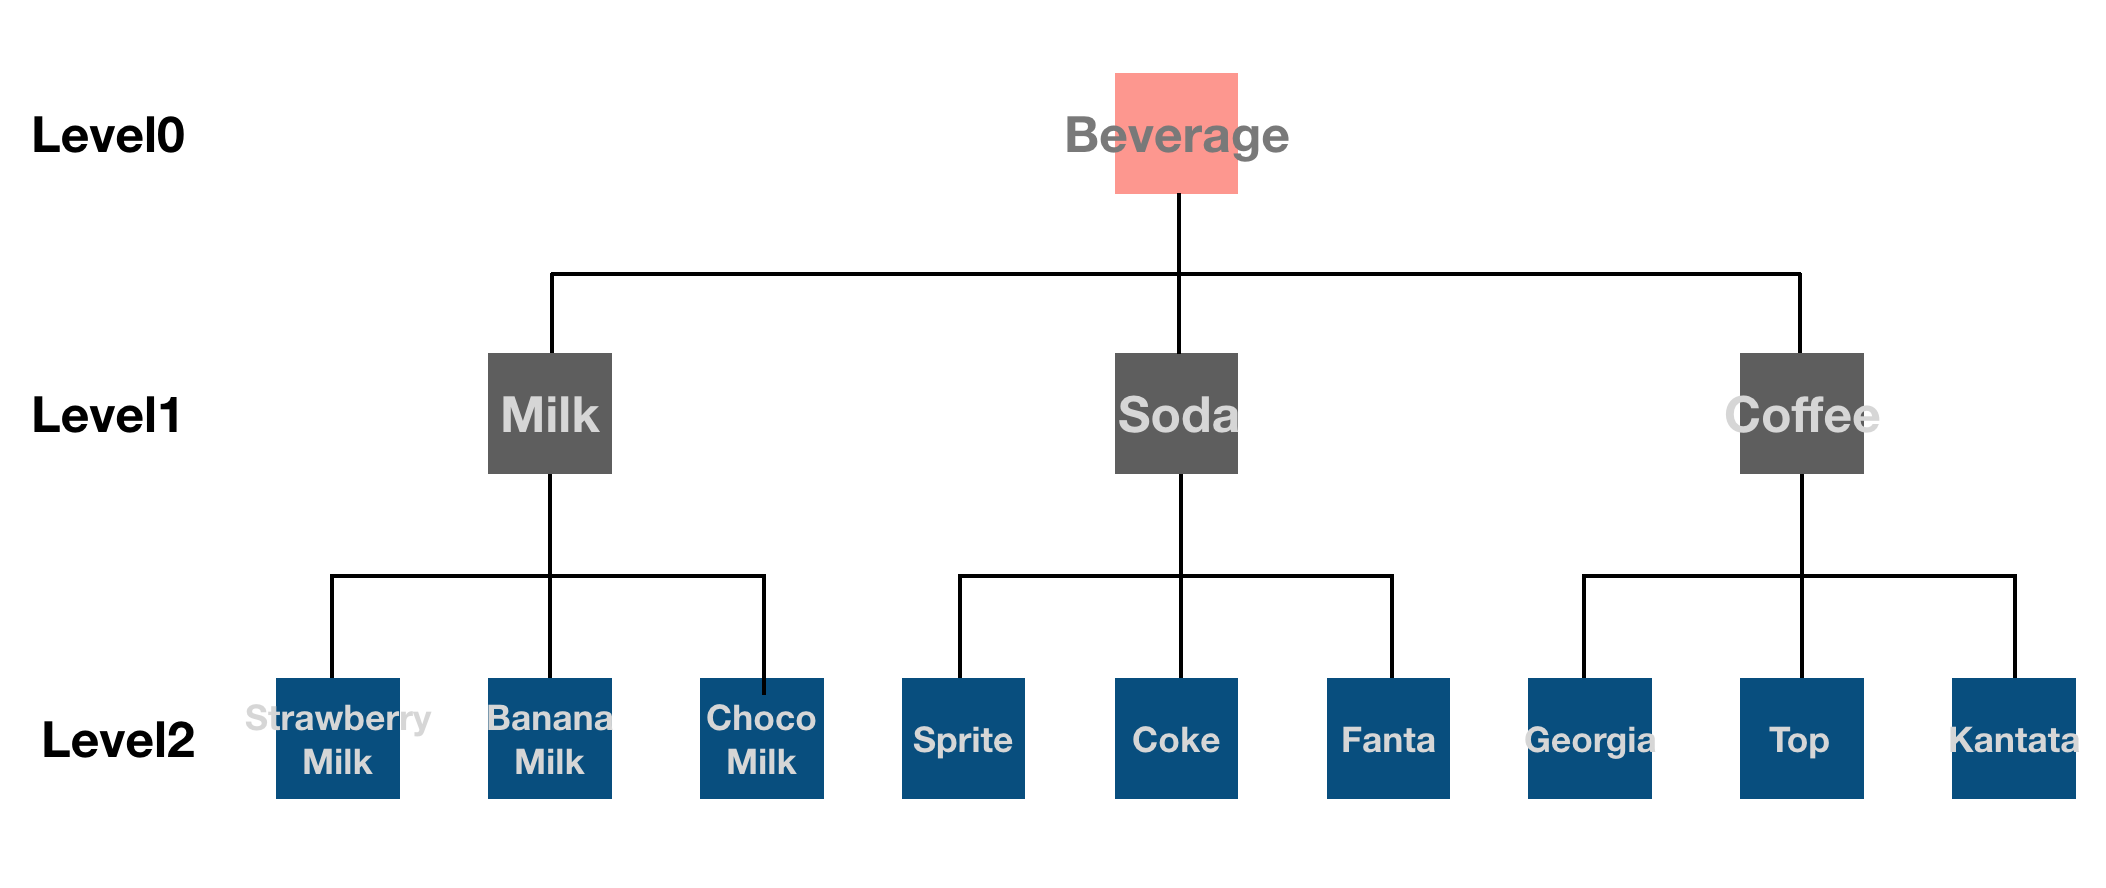 Level0
Beverage
Level1
Milk
Soda
Coffee
Level2
Strawberry
Milk
Banana
Milk
Choco
Milk
Sprite
Coke
Fanta
Georgia
Top
Kantata